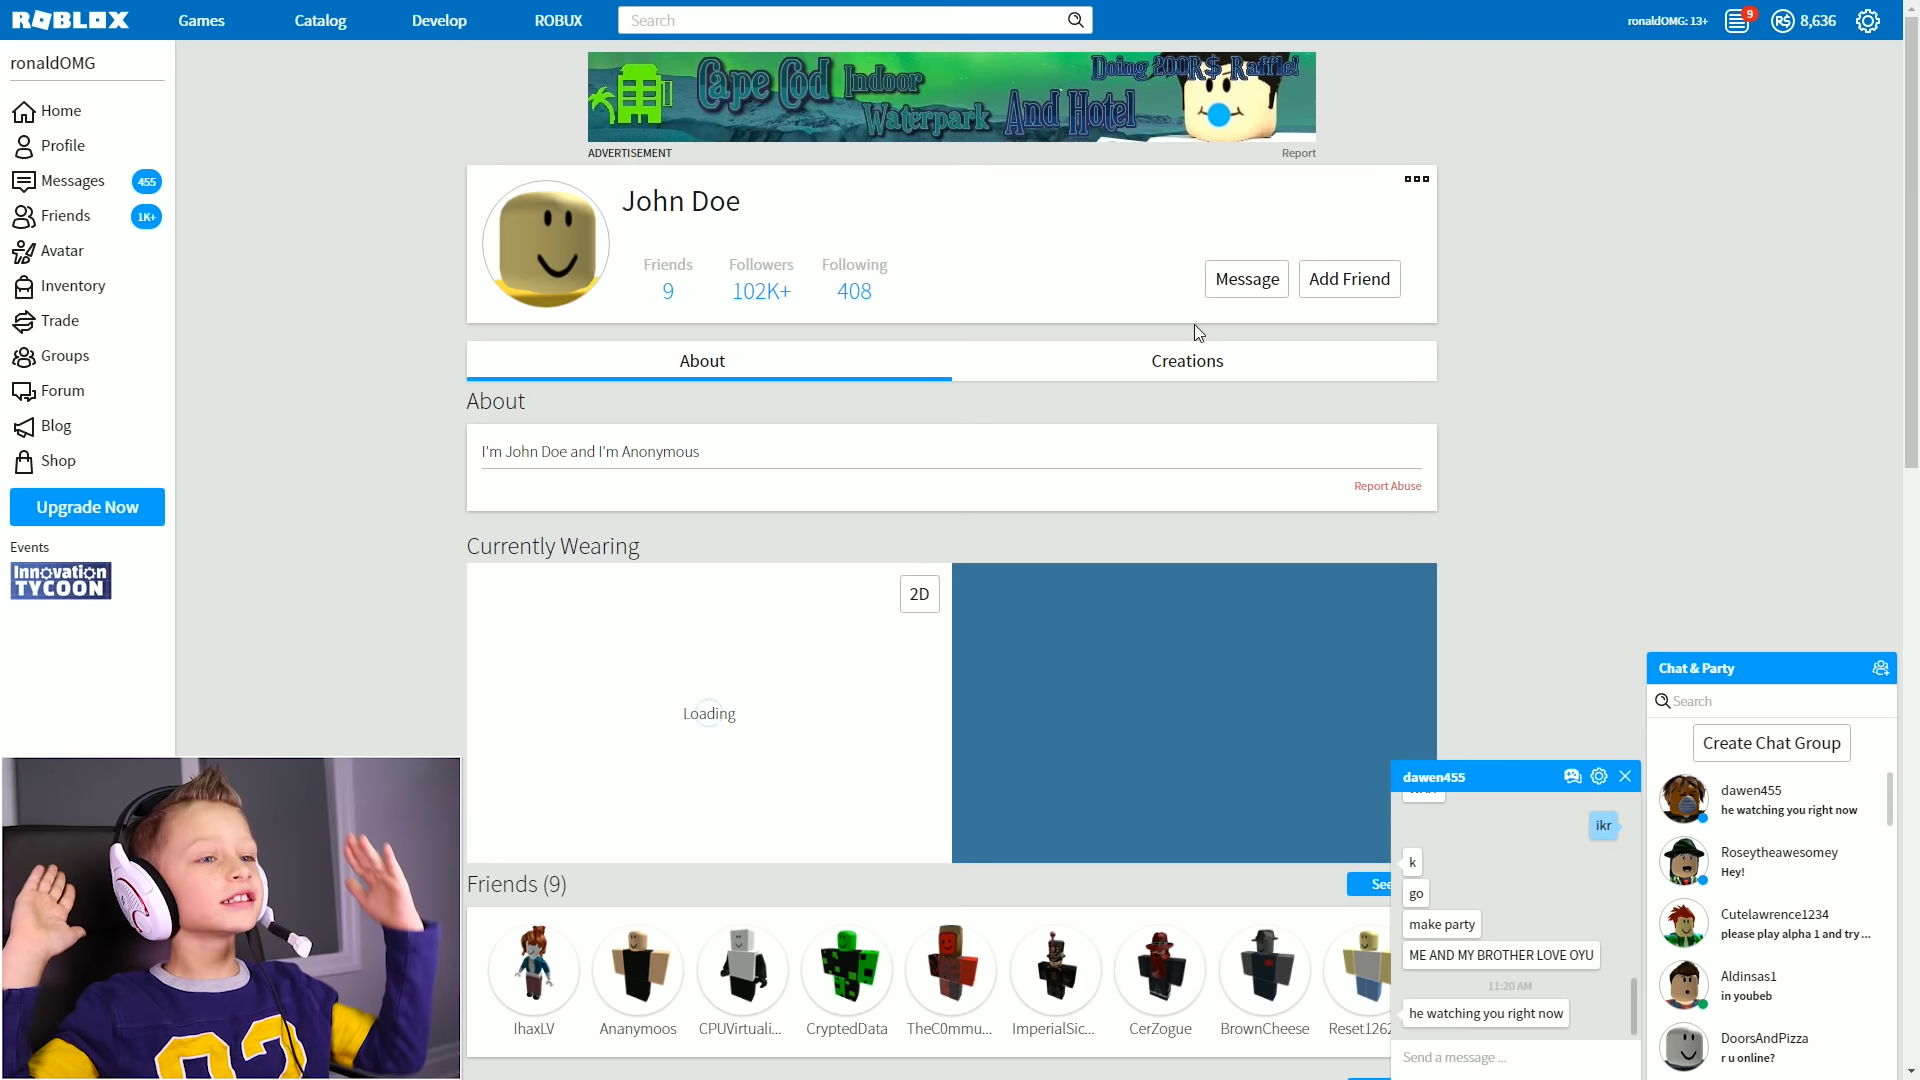 ROBLOX
Games
Catalog
Develop
ROBUX
Search
ronaldOMG: 13+
9
R$ 8,636
ronaldOMG
Home
Profile
Messages
455
Friends
1K+
Avatar
Inventory
Trade
Groups
Forum
Blog
Shop
Upgrade Now
Events
Innovation
TYCOON
Cape Cod Indoor
Waterpark And Hotel
Doing 200R$ Raffle!
ADVERTISEMENT
Report
John Doe
Friends
9
Followers
102K+
Following
408
Message
Add Friend
About
Creations
About
I'm John Doe and I'm Anonymous
Report Abuse
Currently Wearing
2D
Loading
Friends (9)
See
IhaxLV
Ananymoos
CPUVirtuali...
CryptedData
TheC0mmu...
ImperialSic...
CerZogue
BrownCheese
Reset1262
dawen455
ikr
k
go
make party
ME AND MY BROTHER LOVE OYU
11:20 AM
he watching you right now
Send a message ...
Chat & Party
Search
Create Chat Group
dawen455
he watching you right now
Roseytheawesomey
Hey!
Cutelawrence1234
please play alpha 1 and try ...
Aldinsas1
in youbeb
DoorsAndPizza
r u online?